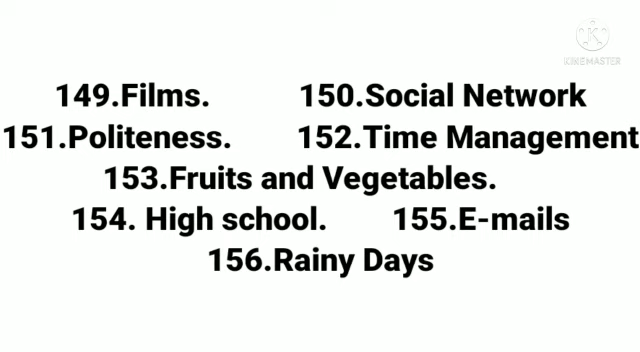 KINEMASTER
149.Films. 150.Social Network
151.Politeness. 152.Time Management
153.Fruits and Vegetables.
154. High school. 155.E-mails
156.Rainy Days